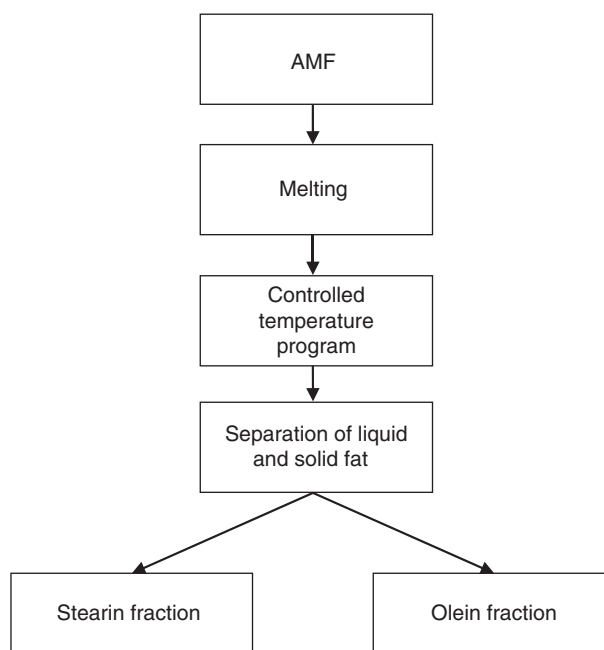 AMF
Melting
Controlled
temperature
program
Separation of liquid
and solid fat
Stearin fraction
Olein fraction